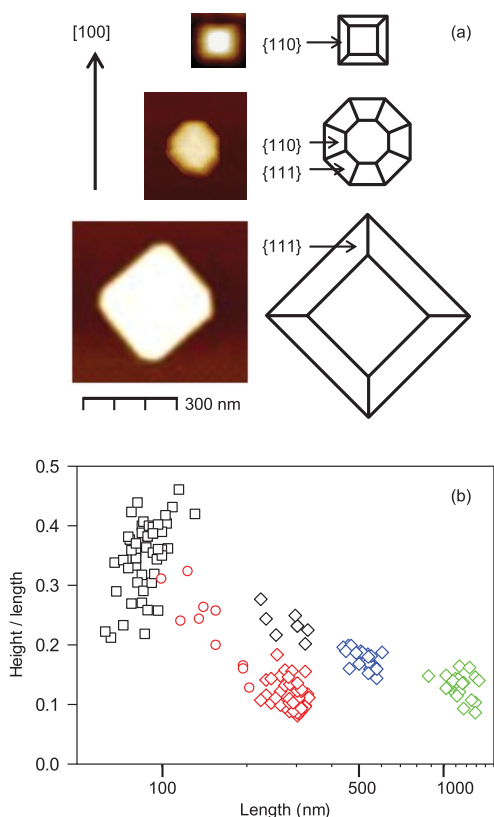 [100]
(a)
{110}
{110}
{111}
{111}
300 nm
(b)
Height / length
0.5
0.4
0.3
0.2
0.1
0.0
100
500
1000
Length (nm)